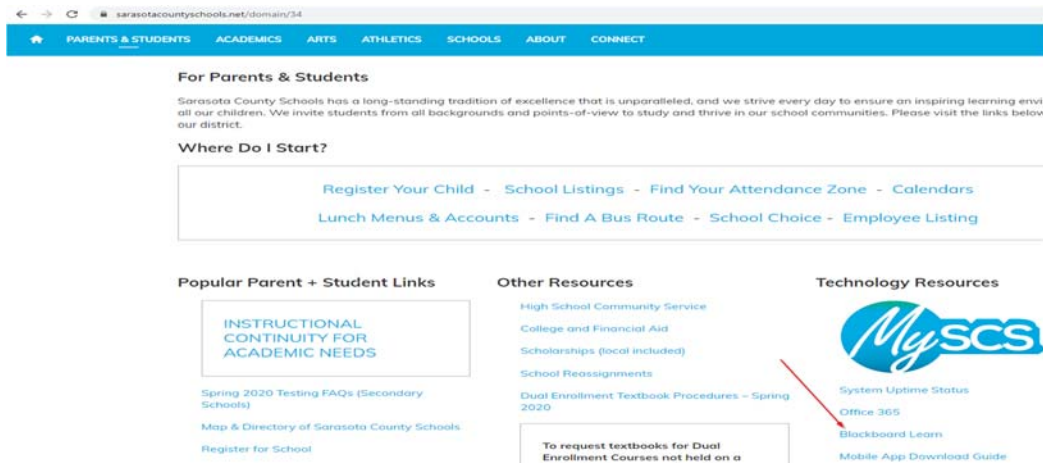 sarasotacountyschools.net/domain/34
PARENTS & STUDENTS ACADEMICS ARTS ATHLETICS SCHOOLS ABOUT CONNECT
For Parents & Students
Sarasota County Schools has a long-standing tradition of excellence that is unparalleled, and we strive every day to ensure an inspiring learning envi
all our children. We invite students from all backgrounds and points-of-view to study and thrive in our school communities. Please visit the links below
our district.
Where Do I Start?
Register Your Child - School Listings - Find Your Attendance Zone - Calendars
Lunch Menus & Accounts - Find A Bus Route - School Choice - Employee Listing
Popular Parent + Student Links
INSTRUCTIONAL
CONTINUITY FOR
ACADEMIC NEEDS
Spring 2020 Testing FAQs (Secondary
Schools)
Map & Directory of Sarasota County Schools
Register for School
Other Resources
High School Community Service
College and Financial Aid
Scholarships (local included)
School Reassignments
Dual Enrollment Textbook Procedures – Spring
2020
To request textbooks for Dual
Enrollment Courses not held on a
Technology Resources
MySCS
System Uptime Status
Office 365
Blackboard Learn
Mobile App Download Guide